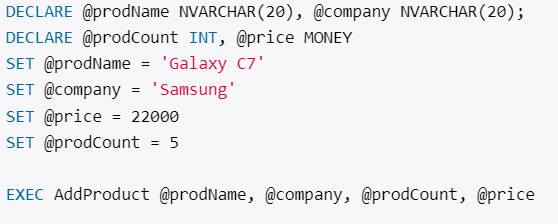 DECLARE @prodName NVARCHAR(20), @company NVARCHAR(20);
DECLARE @prodCount INT, @price MONEY
SET @prodName = 'Galaxy C7'
SET @company = 'Samsung'
SET @price = 22000
SET @prodCount = 5
EXEC AddProduct @prodName, @company, @prodCount, @price